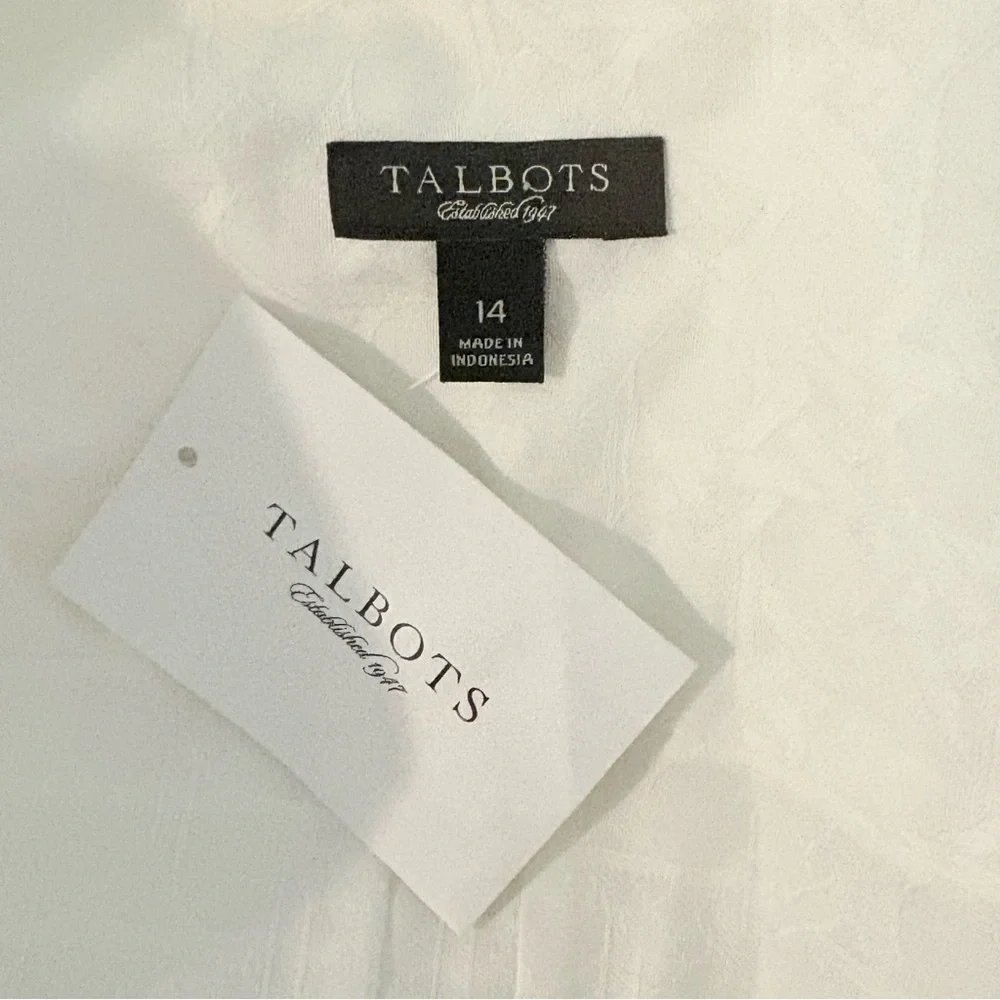 TALBOTS
Established 1947
14
MADE IN
INDONESIA
TALBOTS
Established 1947